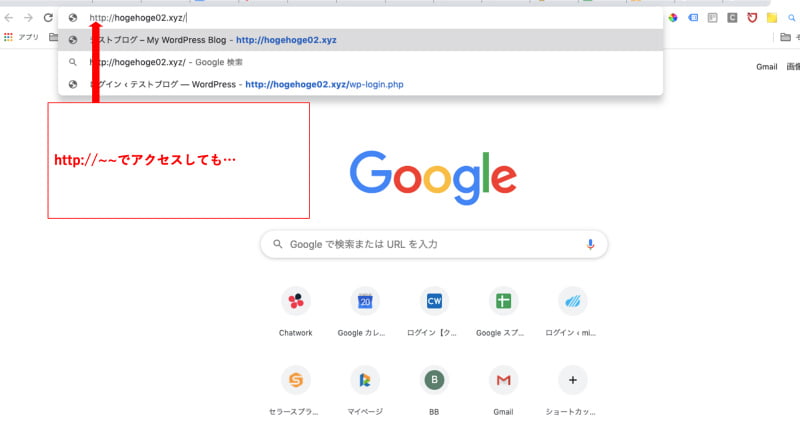 http://hogehoge02.xyz/
テストブログ – My WordPress Blog - http://hogehoge02.xyz
http://hogehoge02.xyz/ - Google 検索
ログイン ‹ テストブログ — WordPress - http://hogehoge02.xyz/wp-login.php
アプリ
Gmail 画像
http://~~でアクセスしても…
Google
Google で検索または URL を入力
Chatwork
20
Google カレ...
CW
ログイン【ク...
Google スプ...
ログイン ‹ mi...
セラースプラ...
マイページ
B
BB
Gmail
ショートカッ...